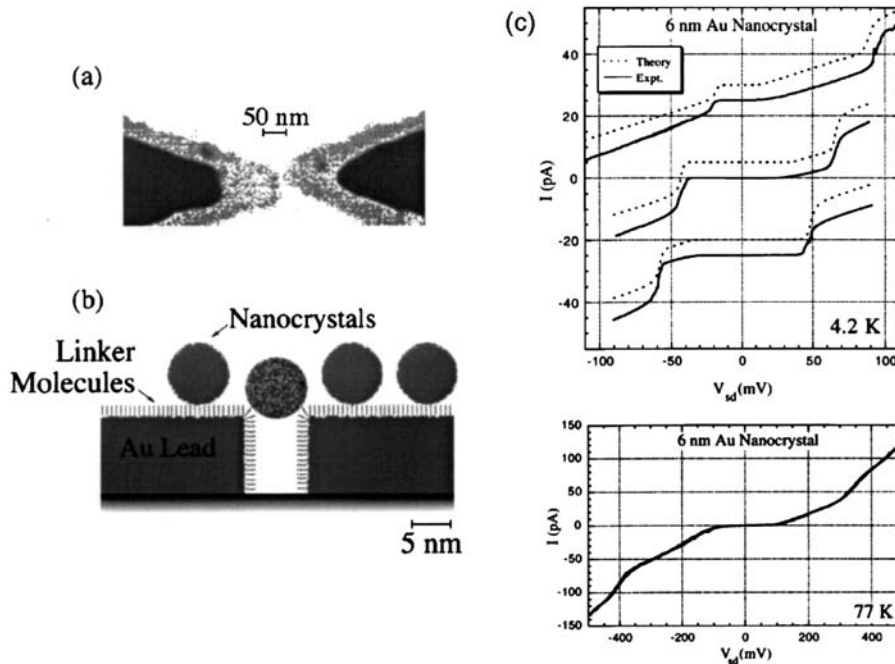 (a)
50 nm
(b)
Nanocrystals
Linker
Molecules
Au Lead
5 nm
(c)
6 nm Au Nanocrystal
Theory
Expt.
I (pA)
40
20
0
-20
-40
4.2 K
-100 -50 0 50 100
V_sd (mV)
6 nm Au Nanocrystal
I (pA)
150
100
50
0
-50
-100
-150
77 K
-400 -200 0 200 400
V_sd (mV)